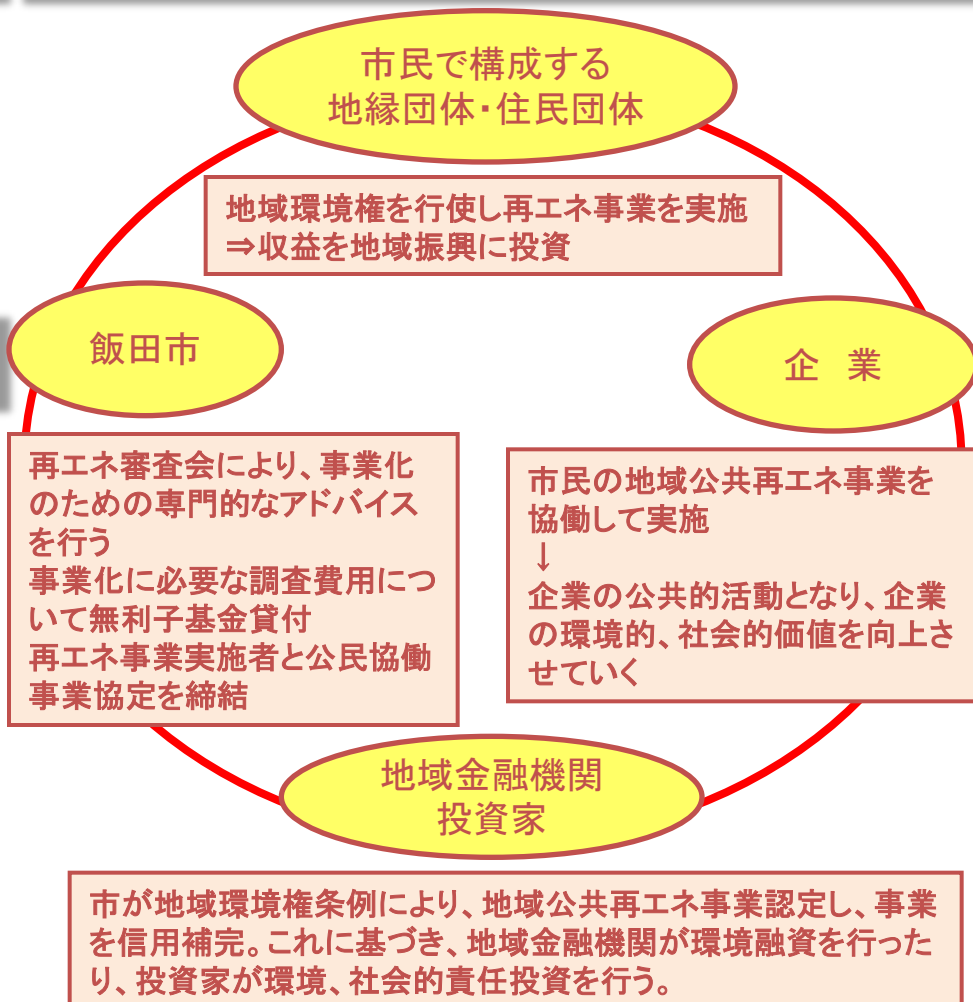 市民で構成する
地縁団体・住民団体
地域環境権を行使し再エネ事業を実施
⇒収益を地域振興に投資
飯田市
企　業
再エネ審査会により、事業化
のための専門的なアドバイス
を行う
事業化に必要な調査費用につ
いて無利子基金貸付
再エネ事業実施者と公民協働
事業協定を締結
市民の地域公共再エネ事業を
協働して実施
↓
企業の公共的活動となり、企業
の環境的、社会的価値を向上さ
せていく
地域金融機関
投資家
市が地域環境権条例により、地域公共再エネ事業認定し、事業
を信用補完。これに基づき、地域金融機関が環境融資を行った
り、投資家が環境、社会的責任投資を行う。